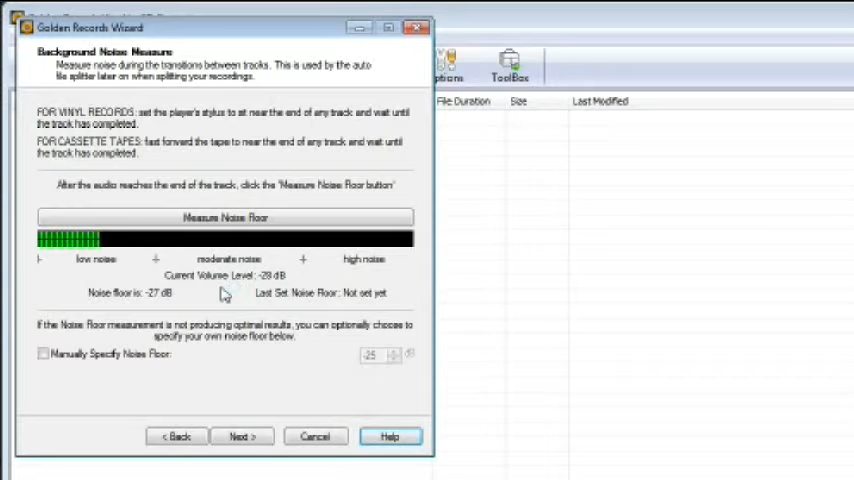 Golden Records Wizard
Background Noise Measure
Measure noise during the transitions between tracks. This is used by the auto
file splitter later on when splitting your recordings.
ptions
ToolBox
File Duration
Size
Last Modified
FOR VINYL RECORDS: set the player's stylus to at near the end of any track and wait until
the track has completed.
FOR CASSETTE TAPES: fast forward the tape to near the end of any track and wait until
the track has completed.
After the audio reaches the end of the track, click the "Measure Noise Floor button"
Measure Noise Floor
low noise
moderate noise
high noise
Current Volume Level: -28 dB
Noise floor is: -27 dB
Last Set Noise Floor: Not set yet
If the Noise Floor measurement is not producing optimal results, you can optionally choose to
specify your own noise floor below.
Manually Specify Noise Floor:
-25
dB
< Back
Next >
Cancel
Help